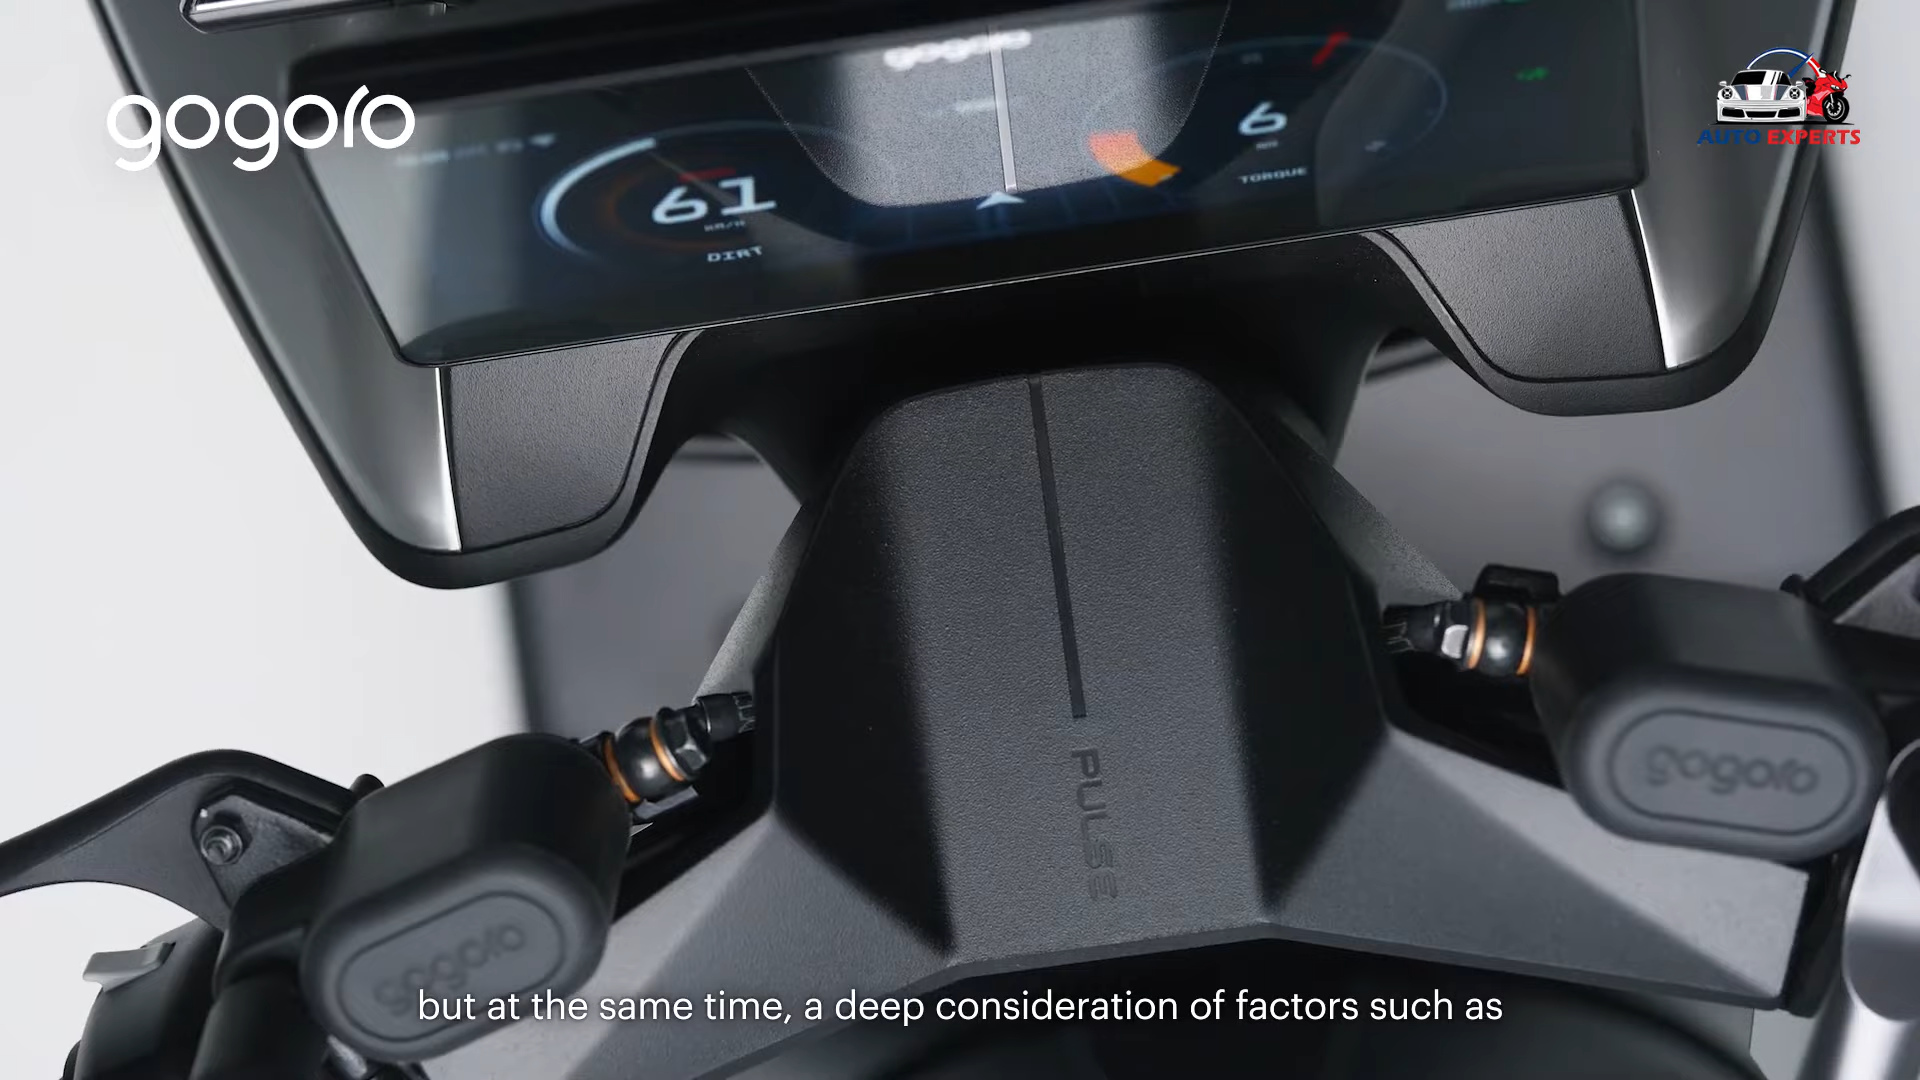 gogoro
gogoro
AUTO EXPERTS
61
KM/H
DIRT
6
TORQUE
PULSE
gogoro
gogoro
but at the same time, a deep consideration of factors such as